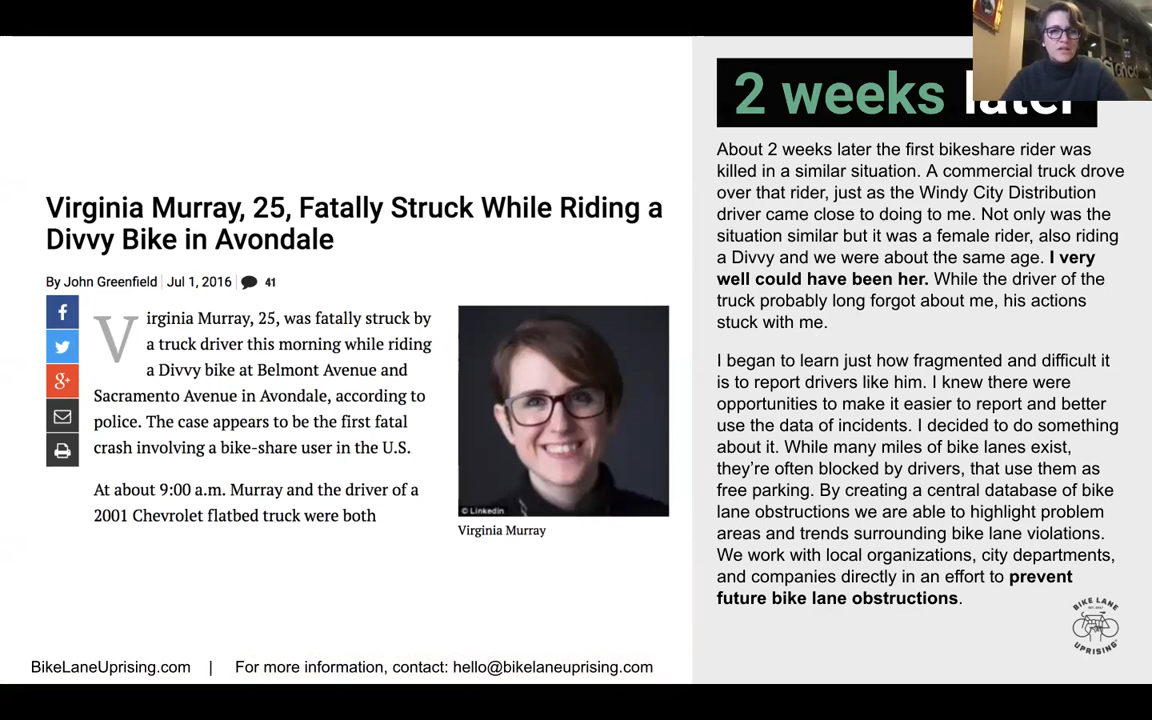 Virginia Murray, 25, Fatally Struck While Riding a
Divvy Bike in Avondale
By John Greenfield | Jul 1, 2016 41
Virginia Murray, 25, was fatally struck by
a truck driver this morning while riding
a Divvy bike at Belmont Avenue and
Sacramento Avenue in Avondale, according to
police. The case appears to be the first fatal
crash involving a bike-share user in the U.S.
At about 9:00 a.m. Murray and the driver of a
2001 Chevrolet flatbed truck were both
© Linkedin
Virginia Murray
2 weeks later
About 2 weeks later the first bikeshare rider was
killed in a similar situation. A commercial truck drove
over that rider, just as the Windy City Distribution
driver came close to doing to me. Not only was the
situation similar but it was a female rider, also riding
a Divvy and we were about the same age. I very
well could have been her. While the driver of the
truck probably long forgot about me, his actions
stuck with me.
I began to learn just how fragmented and difficult it
is to report drivers like him. I knew there were
opportunities to make it easier to report and better
use the data of incidents. I decided to do something
about it. While many miles of bike lanes exist,
they're often blocked by drivers, that use them as
free parking. By creating a central database of bike
lane obstructions we are able to highlight problem
areas and trends surrounding bike lane violations.
We work with local organizations, city departments,
and companies directly in an effort to prevent
future bike lane obstructions.
BIKE LANE
UPRISING
BikeLaneUprising.com | For more information, contact: hello@bikelaneuprising.com